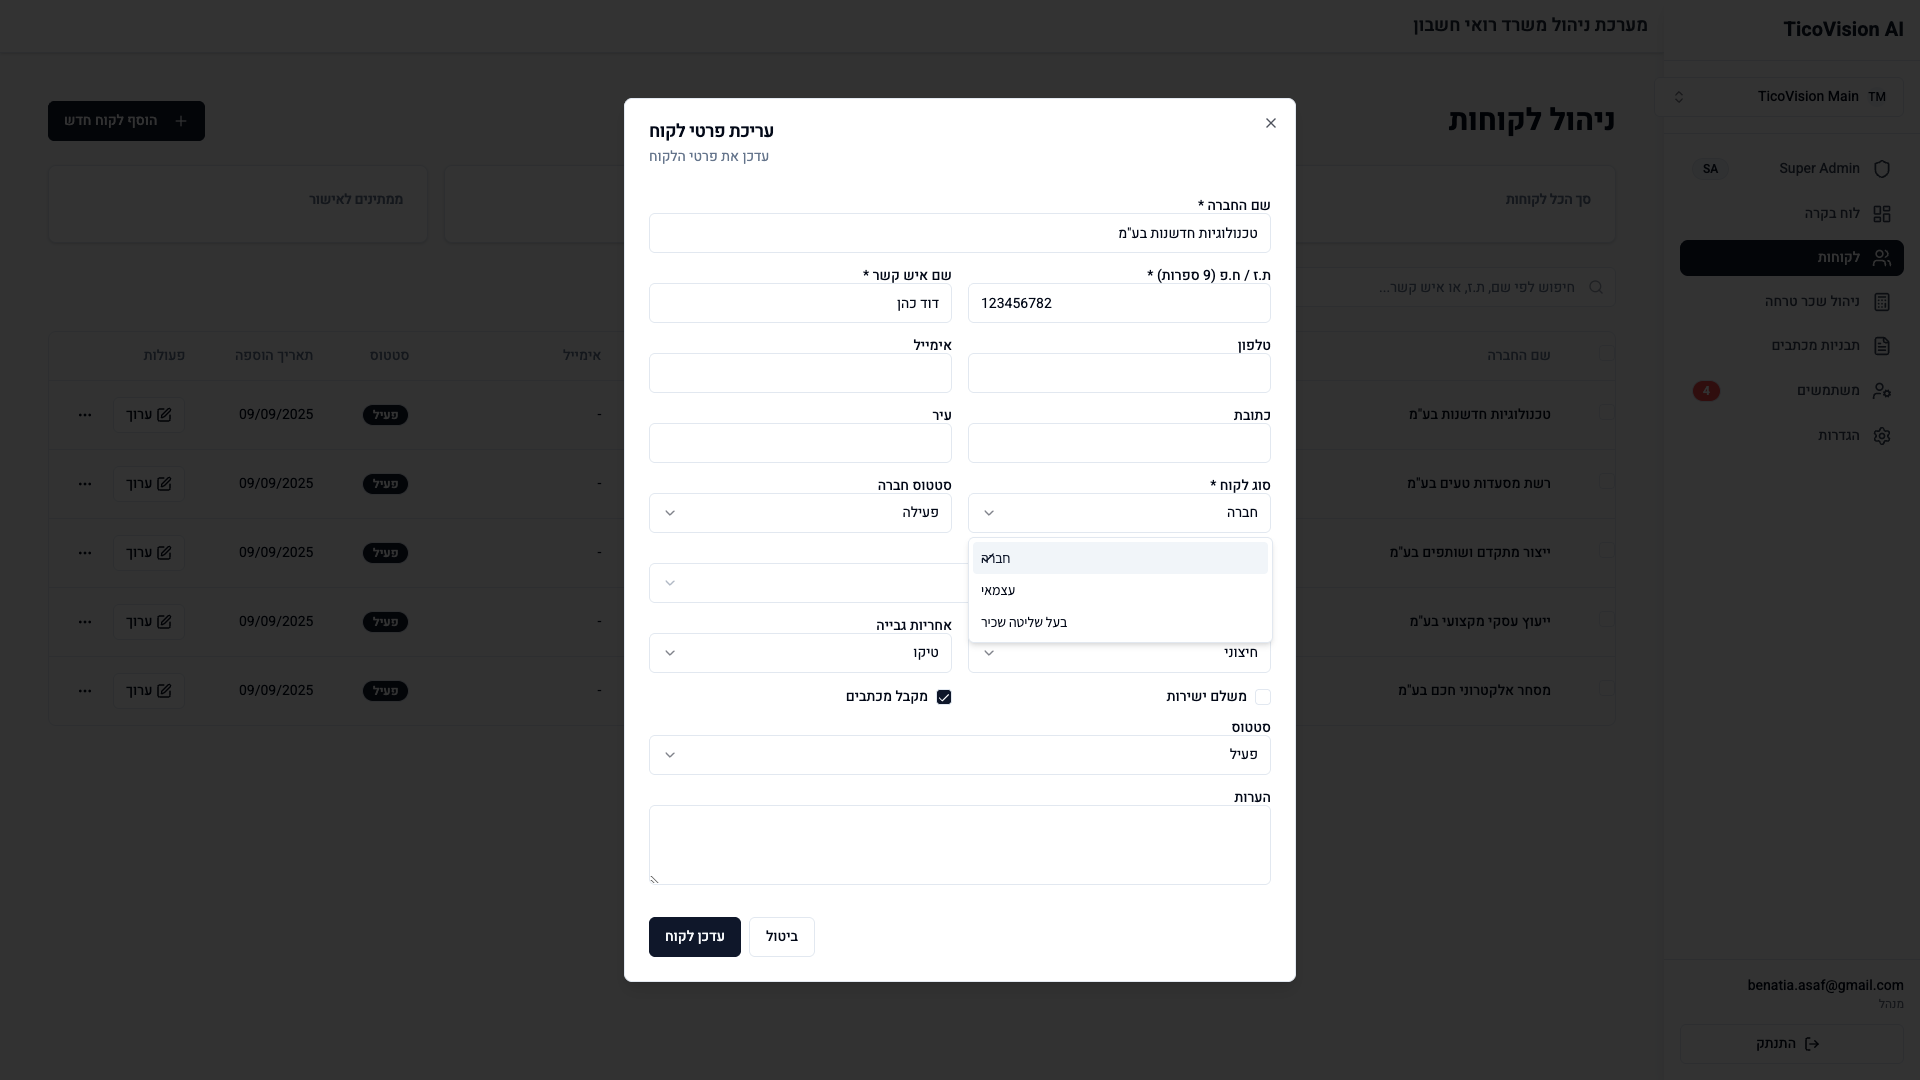 TicoVision AI
TM TicoVision Main
Super Admin SA
לוח בקרה
לקוחות
ניהול שכר טרחה
תבניות מכתבים
משתמשים 4
הגדרות
benatia.asaf@gmail.com
מנהל
התנתק
מערכת ניהול משרד רואי חשבון
ניהול לקוחות
הוסף לקוח חדש
סך הכל לקוחות
ממתינים לאישור
חיפוש לפי שם, ת.ז, או איש קשר...
שם החברה אימייל סטטוס תאריך הוספה פעולות
טכנולוגיות חדשנות בע"מ - פעיל 09/09/2025 ערוך
רשת מסעדות טעים בע"מ - פעיל 09/09/2025 ערוך
ייצור מתקדם ושותפים בע"מ - פעיל 09/09/2025 ערוך
ייעוץ עסקי מקצועי בע"מ - פעיל 09/09/2025 ערוך
מסחר אלקטרוני חכם בע"מ - פעיל 09/09/2025 ערוך
עריכת פרטי לקוח
עדכן את פרטי הלקוח
שם החברה *
טכנולוגיות חדשנות בע"מ
ת.ז / ח.פ (9 ספרות) * שם איש קשר *
123456782 דוד כהן
טלפון אימייל
כתובת עיר
סוג לקוח * סטטוס חברה
חברה פעילה
חברה
עצמאי
בעל שליטה שכיר
אחריות גבייה
חיצוני טיקו
משלם ישירות מקבל מכתבים
סטטוס
פעיל
הערות
ביטול עדכן לקוח